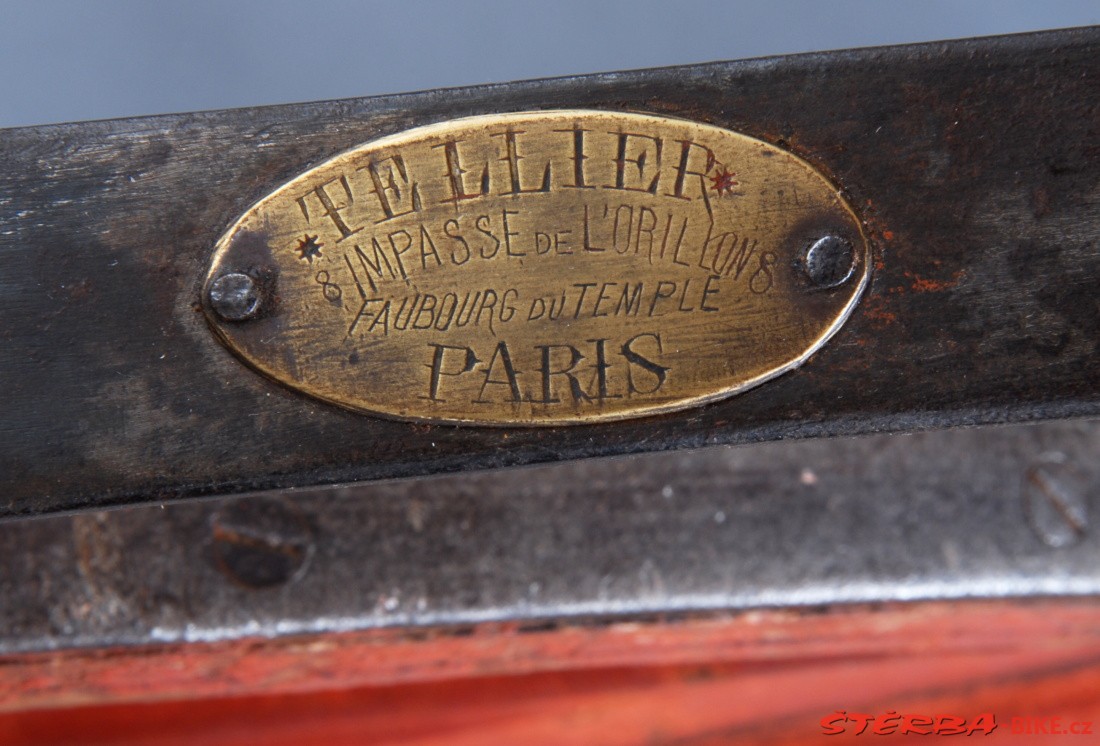 *TELLIER*
8 IMPASSE DE L'ORILLON 8
FAUBOURG DU TEMPLE
PARIS
ŠTĚRBA-BIKE.cz